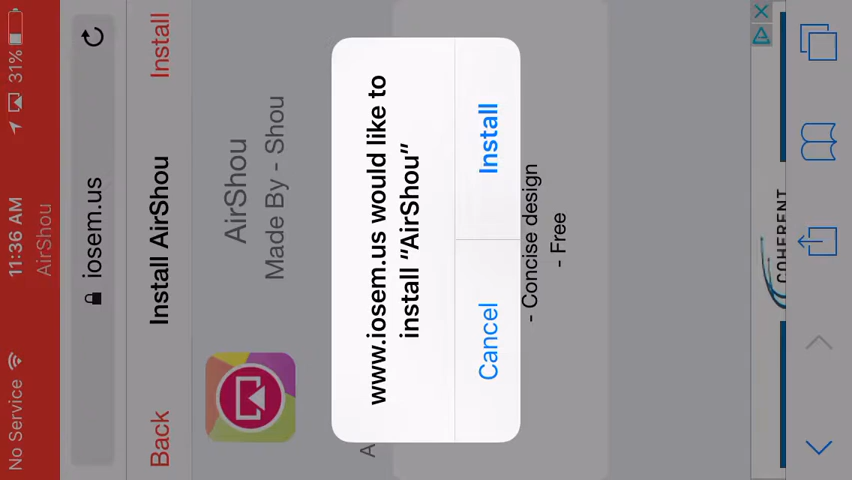 No Service 11:36 AM 31%
AirShou
iosem.us
Back Install AirShou Install
AirShou
Made By - Shou
www.iosem.us would like to
install “AirShou”
Cancel Install
A
- Concise design
- Free
COHERENT